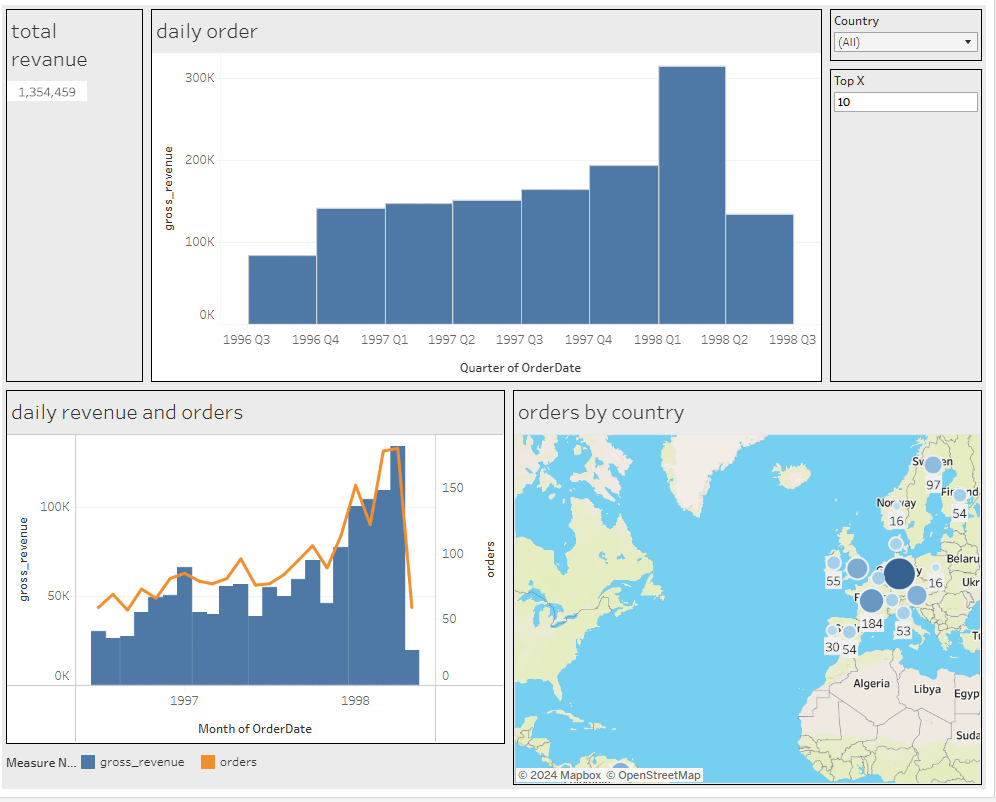 total
revanue
1,354,459
daily order
300K
200K
100K
0K
gross_revenue
1996 Q3 1996 Q4 1997 Q1 1997 Q2 1997 Q3 1997 Q4 1998 Q1 1998 Q2 1998 Q3
Quarter of OrderDate
Country
(All)
Top X
10
daily revenue and orders
100K
50K
0K
gross_revenue
150
100
50
0
orders
1997 1998
Month of OrderDate
Measure N... gross_revenue orders
orders by country
97
54
Norway
16
Belaru
55
16
Ukr
184
53
30 54
Algeria
Libya
Egyp
Suda
© 2024 Mapbox © OpenStreetMap